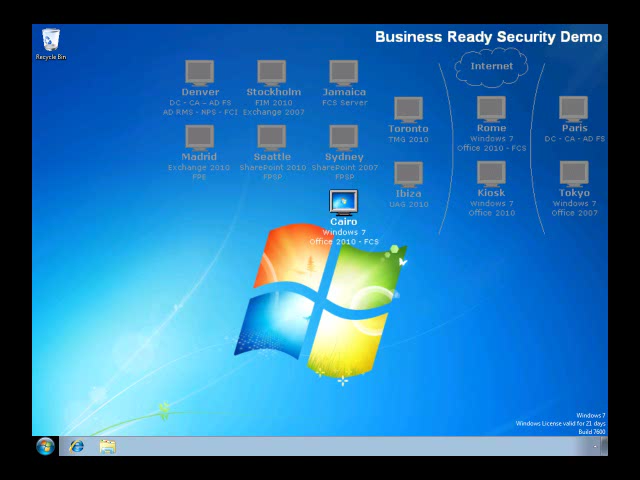 Business Ready Security Demo
Recycle Bin
Internet
Denver
DC - CA - AD FS
AD RMS - NPS - FCI
Stockholm
FIM 2010
Exchange 2007
Jamaica
FCS Server
Toronto
TMG 2010
Rome
Windows 7
Office 2010 - FCS
Paris
DC - CA - AD FS
Madrid
Exchange 2010
FPE
Seattle
SharePoint 2010
FPSP
Sydney
SharePoint 2007
FPSP
Ibiza
UAG 2010
Kiosk
Windows 7
Office 2010
Tokyo
Windows 7
Office 2007
Cairo
Windows 7
Office 2010 - FCS
Windows 7
Windows License valid for 21 days
Build 7600